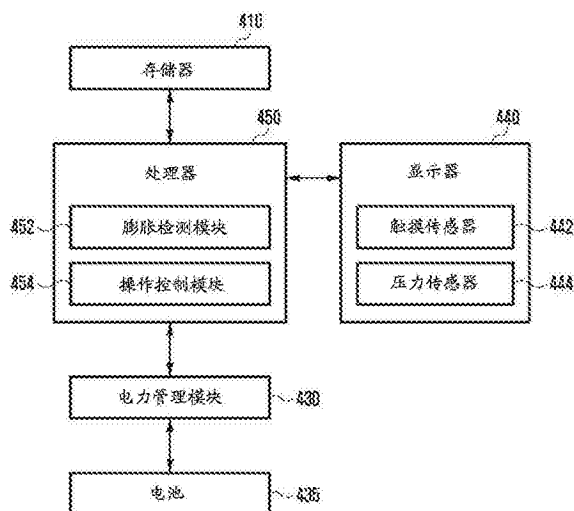 410
存储器
450
440
处理器
显示器
452
膨胀检测模块
触摸传感器
442
454
操作控制模块
压力传感器
444
电力管理模块
430
电池
435